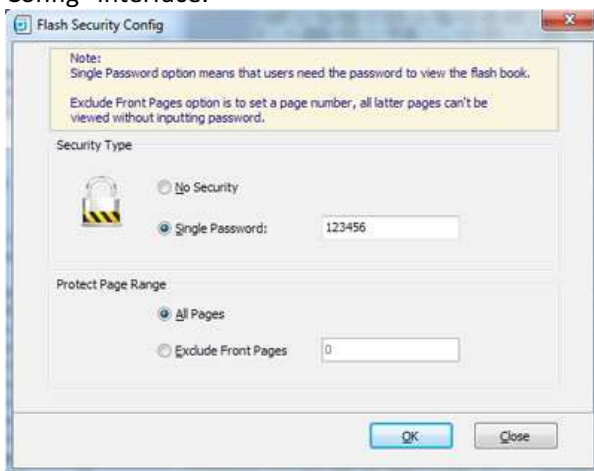 Flash Security Config
Note:
Single Password option means that users need the password to view the flash book.
Exclude Front Pages option is to set a page number, all latter pages can't be
viewed without inputting password.
Security Type
No Security
Single Password: 123456
Protect Page Range
All Pages
Exclude Front Pages 0
OK Close